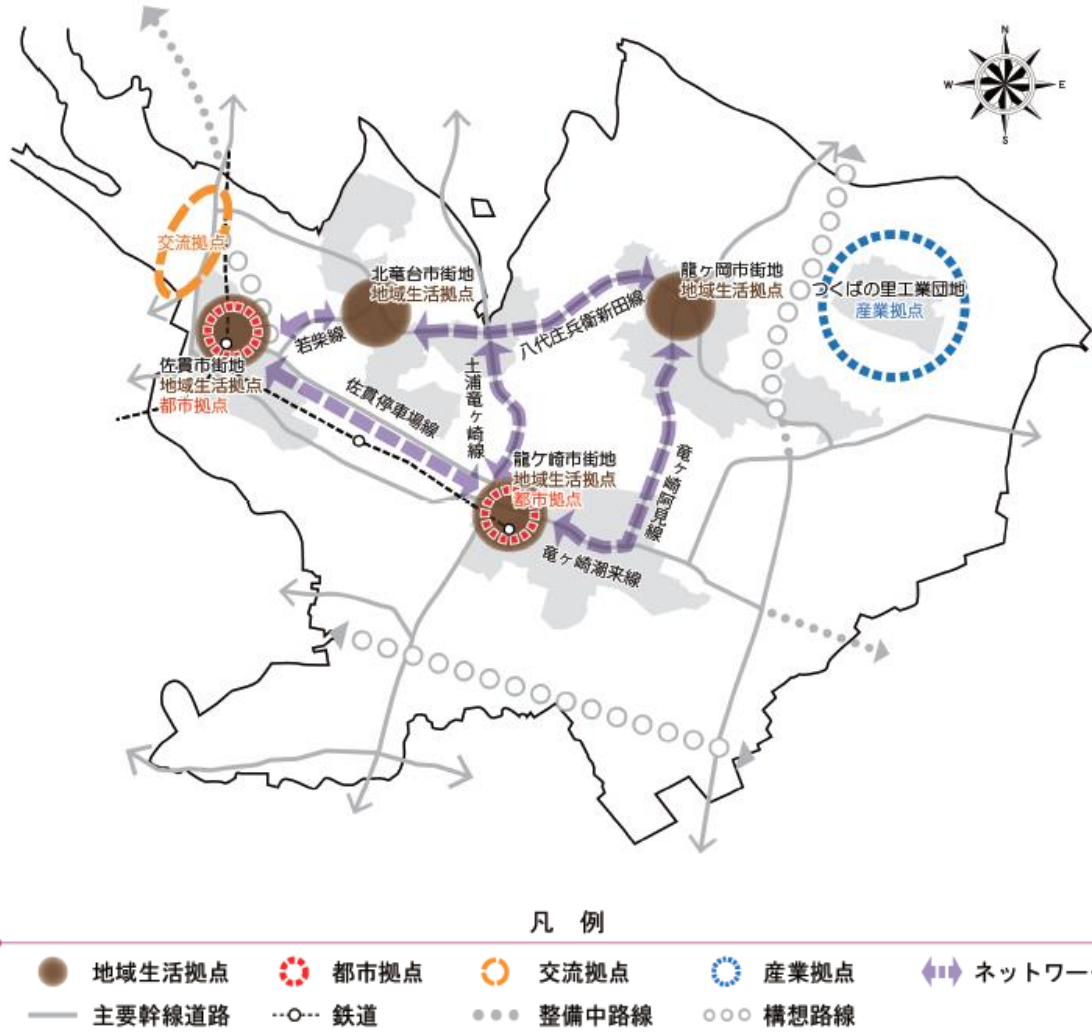 N
W
E
S
交流拠点
北竜台市街地
地域生活拠点
龍ヶ岡市街地
地域生活拠点
つくばの里工業団地
産業拠点
若柴線
八代庄兵衛新田線
佐貫市街地
地域生活拠点
都市拠点
佐貫停車場線
土浦竜ヶ崎線
龍ケ崎市街地
地域生活拠点
都市拠点
竜ヶ崎阿見線
竜ヶ崎潮来線
凡 例
地域生活拠点
都市拠点
交流拠点
産業拠点
ネットワー
主要幹線道路
鉄道
整備中路線
構想路線